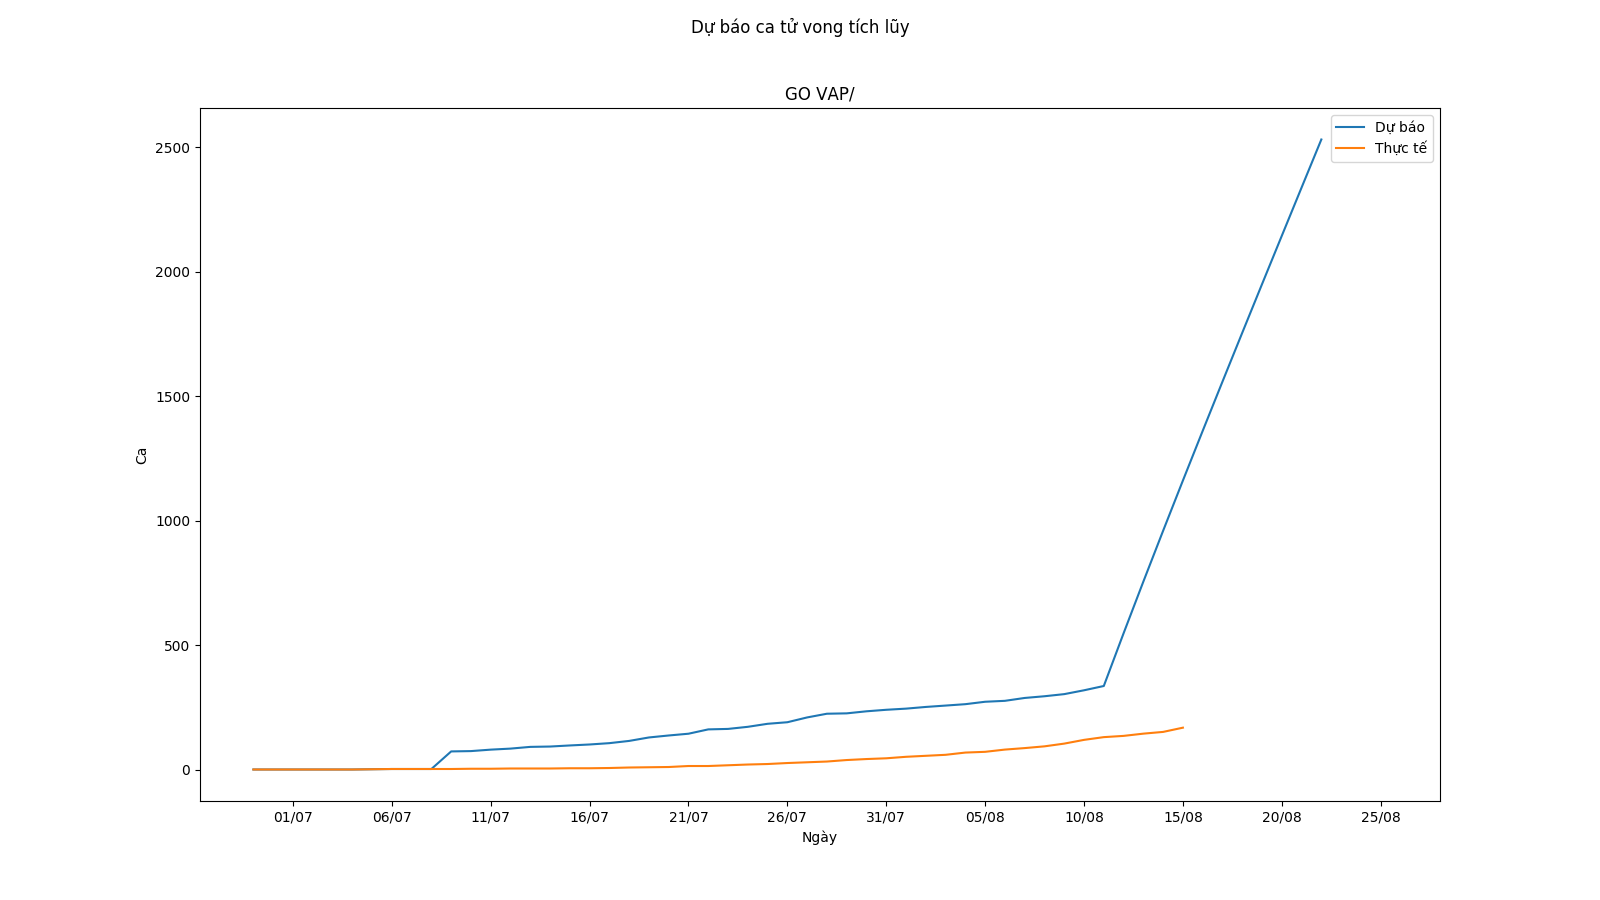 Dự báo ca tử vong tích lũy
GO VAP/
Dự báo
Thực tế
2500
2000
1500
1000
500
0
Ca
01/07 06/07 11/07 16/07 21/07 26/07 31/07 05/08 10/08 15/08 20/08 25/08
Ngày